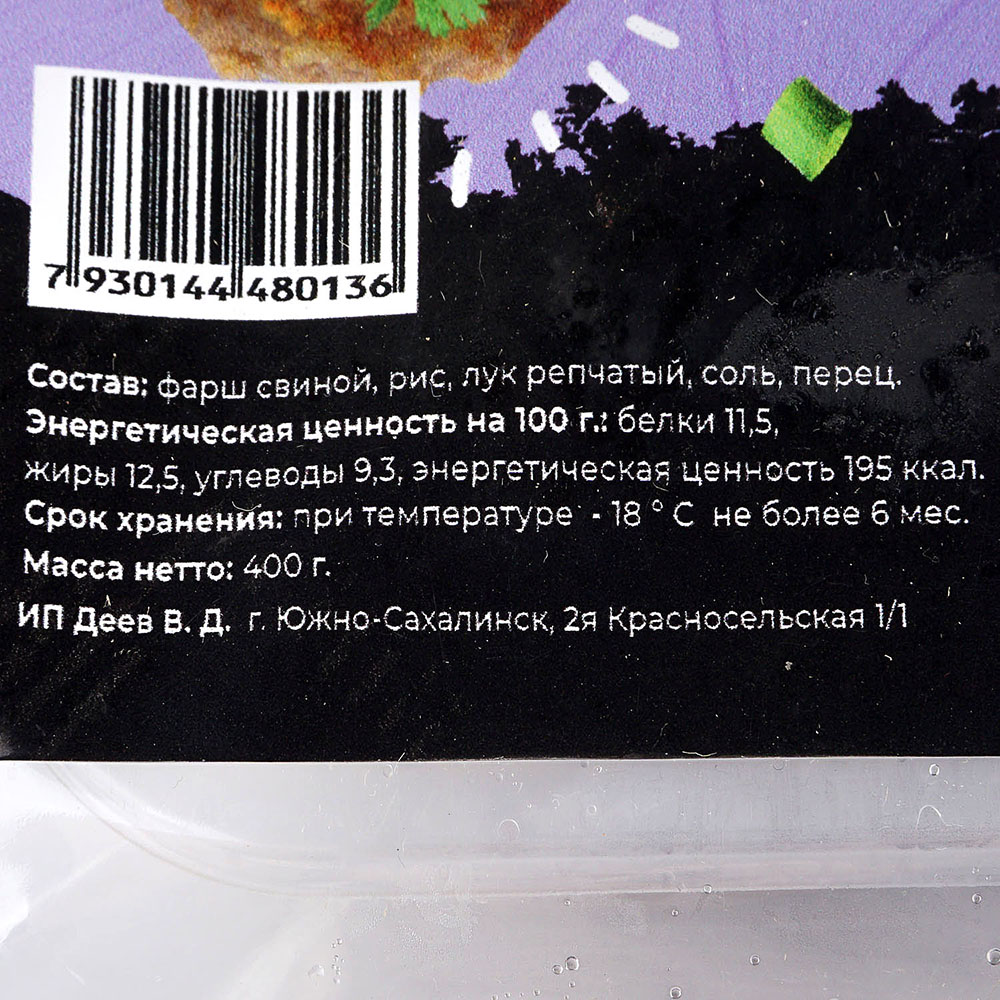 7 930144 480136
Состав: фарш свиной, рис, лук репчатый, соль, перец.
Энергетическая ценность на 100 г.: белки 11,5,
жиры 12,5, углеводы 9,3, энергетическая ценность 195 ккал.
Срок хранения: при температуре - 18 ° С не более 6 мес.
Масса нетто: 400 г.
ИП Деев В. Д. г. Южно-Сахалинск, 2я Красносельская 1/1